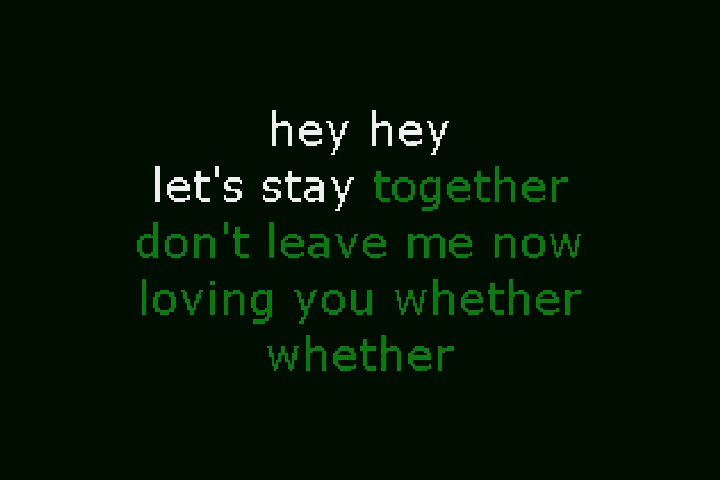 hey hey
let's stay together
don't leave me now
loving you whether
whether